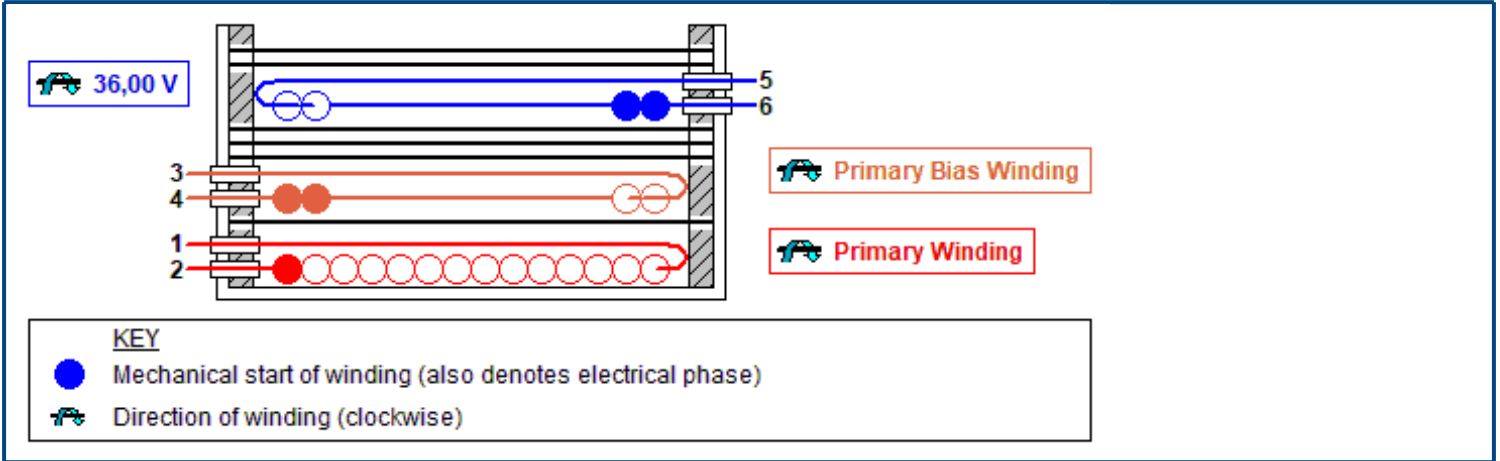 36,00 V
5
6
3
4
Primary Bias Winding
1
2
Primary Winding
KEY
Mechanical start of winding (also denotes electrical phase)
Direction of winding (clockwise)